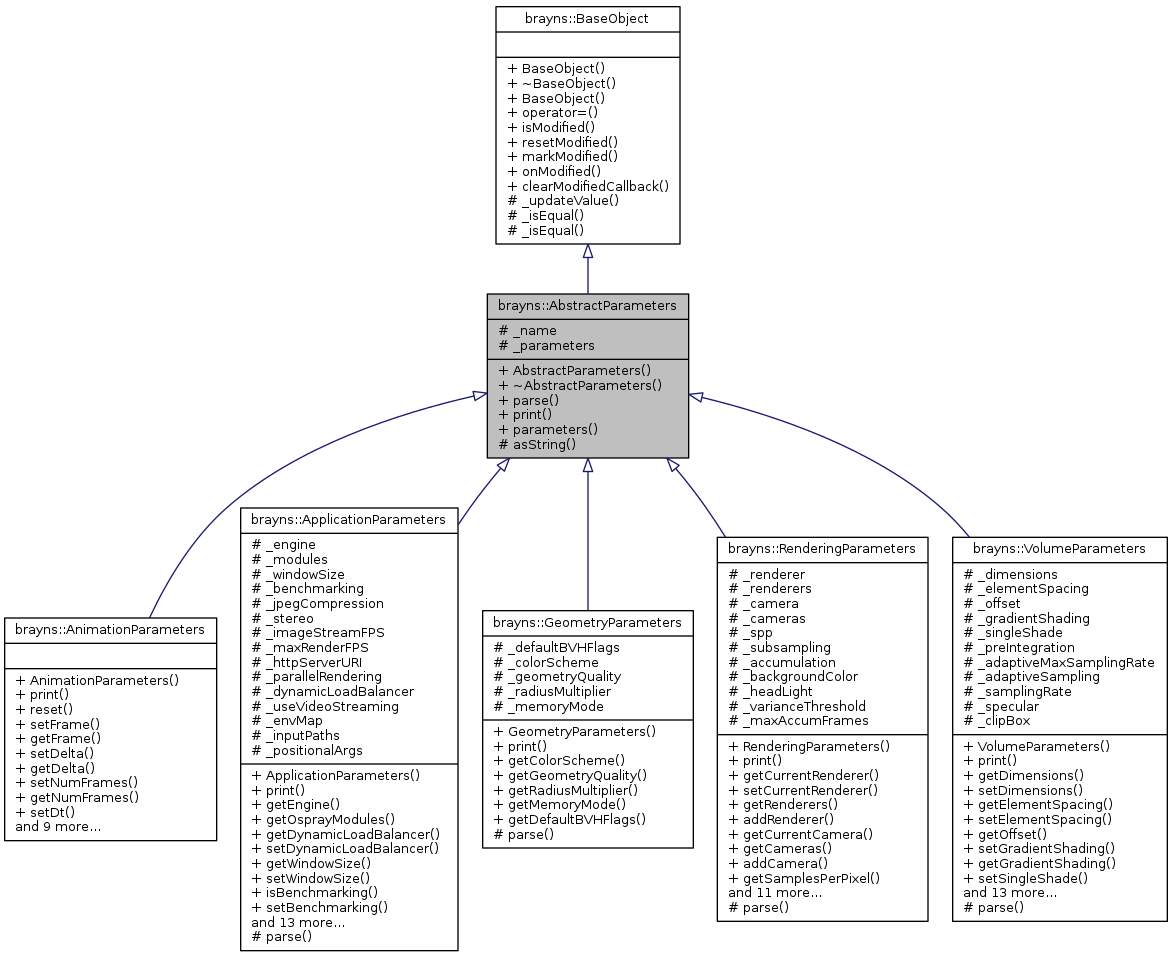 brayns::BaseObject
+ BaseObject()
+ ~BaseObject()
+ BaseObject()
+ operator=()
+ isModified()
+ resetModified()
+ markModified()
+ onModified()
+ clearModifiedCallback()
# _updateValue()
# _isEqual()
# _isEqual()
brayns::AbstractParameters
# _name
# _parameters
+ AbstractParameters()
+ ~AbstractParameters()
+ parse()
+ print()
+ parameters()
# asString()
brayns::AnimationParameters
+ AnimationParameters()
+ print()
+ reset()
+ setFrame()
+ getFrame()
+ setDelta()
+ getDelta()
+ setNumFrames()
+ getNumFrames()
+ setDt()
and 9 more...
brayns::ApplicationParameters
# _engine
# _modules
# _windowSize
# _benchmarking
# _jpegCompression
# _stereo
# _imageStreamFPS
# _maxRenderFPS
# _httpServerURI
# _parallelRendering
# _dynamicLoadBalancer
# _useVideoStreaming
# _envMap
# _inputPaths
# _positionalArgs
+ ApplicationParameters()
+ print()
+ getEngine()
+ getOsprayModules()
+ getDynamicLoadBalancer()
+ setDynamicLoadBalancer()
+ getWindowSize()
+ setWindowSize()
+ isBenchmarking()
+ setBenchmarking()
and 13 more...
# parse()
brayns::GeometryParameters
# _defaultBVHFlags
# _colorScheme
# _geometryQuality
# _radiusMultiplier
# _memoryMode
+ GeometryParameters()
+ print()
+ getColorScheme()
+ getGeometryQuality()
+ getRadiusMultiplier()
+ getMemoryMode()
+ getDefaultBVHFlags()
# parse()
brayns::RenderingParameters
# _renderer
# _renderers
# _camera
# _cameras
# _spp
# _subsampling
# _accumulation
# _backgroundColor
# _headLight
# _varianceThreshold
# _maxAccumFrames
+ RenderingParameters()
+ print()
+ getCurrentRenderer()
+ setCurrentRenderer()
+ getRenderers()
+ addRenderer()
+ getCurrentCamera()
+ getCameras()
+ addCamera()
+ getSamplesPerPixel()
and 11 more...
# parse()
brayns::VolumeParameters
# _dimensions
# _elementSpacing
# _offset
# _gradientShading
# _singleShade
# _preIntegration
# _adaptiveMaxSamplingRate
# _adaptiveSampling
# _samplingRate
# _specular
# _clipBox
+ VolumeParameters()
+ print()
+ getDimensions()
+ setDimensions()
+ getElementSpacing()
+ setElementSpacing()
+ getOffset()
+ setGradientShading()
+ getGradientShading()
+ setSingleShade()
and 13 more...
# parse()